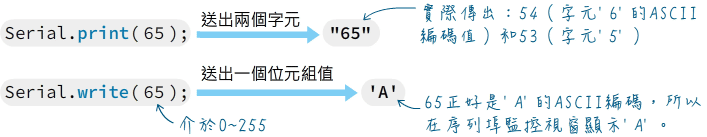 送出兩個字元
Serial.print(65);
"65"
實際傳出：54（字元'6'的ASCII
編碼值）和53（字元'5'）
送出一個位元組值
Serial.write(65);
'A'
介於0~255
65正好是'A'的ASCII編碼，所以
在序列埠監控視窗顯示'A'。